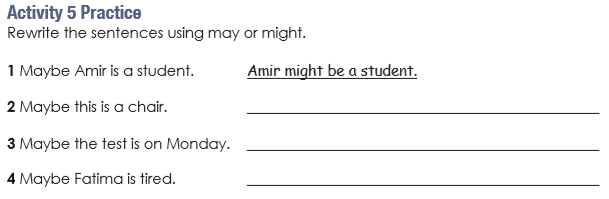 Activity 5 Practice
Rewrite the sentences using may or might.
1 Maybe Amir is a student. Amir might be a student.
2 Maybe this is a chair.
3 Maybe the test is on Monday.
4 Maybe Fatima is tired.